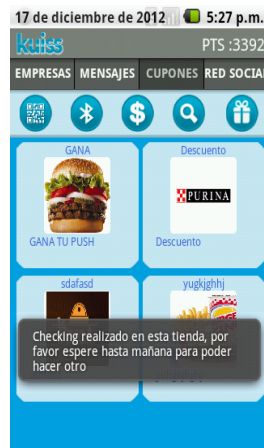 17 de diciembre de 2012 5:27 p.m.
kuiss PTS :3392
EMPRESAS MENSAJES CUPONES RED SOCIA
GANA Descuento
PURINA
GANA TU PUSH Descuento
sdafasd yugkjghhj
Checking realizado en esta tienda, por
favor espere hasta mañana para poder
hacer otro